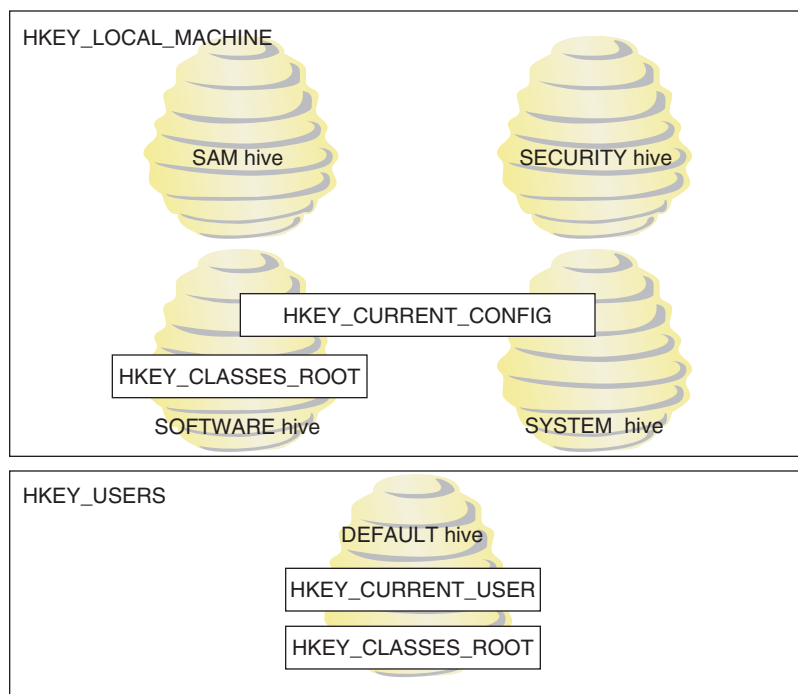 HKEY_LOCAL_MACHINE
SAM hive
SECURITY hive
HKEY_CURRENT_CONFIG
HKEY_CLASSES_ROOT
SOFTWARE hive
SYSTEM hive
HKEY_USERS
DEFAULT hive
HKEY_CURRENT_USER
HKEY_CLASSES_ROOT